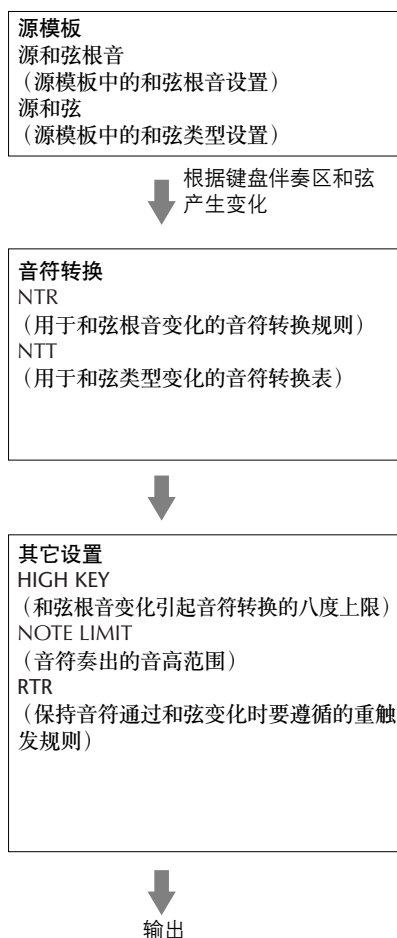 源模板
源和弦根音
（源模板中的和弦根音设置）
源和弦
（源模板中的和弦类型设置）
根据键盘伴奏区和弦
产生变化
音符转换
NTR
（用于和弦根音变化的音符转换规则）
NTT
（用于和弦类型变化的音符转换表）
其它设置
HIGH KEY
（和弦根音变化引起音符转换的八度上限）
NOTE LIMIT
（音符奏出的音高范围）
RTR
（保持音符通过和弦变化时要遵循的重触
发规则）
输出